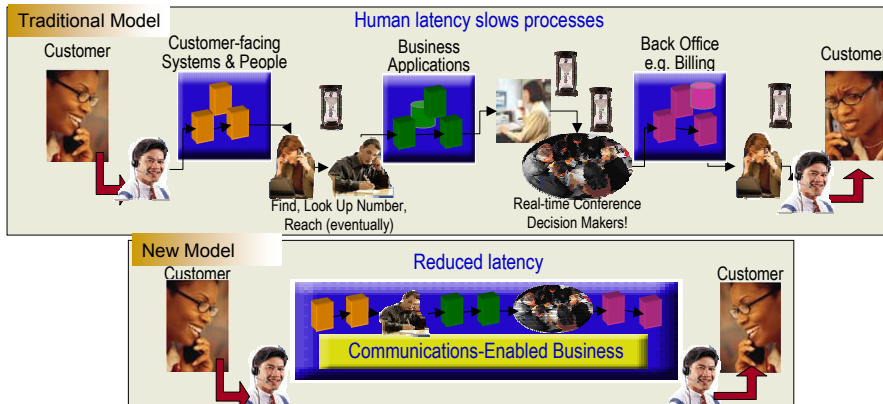 Traditional Model
Human latency slows processes
Customer
Customer-facing
Systems & People
Business
Applications
Back Office
e.g. Billing
Customer
Find, Look Up Number,
Reach (eventually)
Real-time Conference
Decision Makers!
New Model
Customer
Reduced latency
Customer
Communications-Enabled Business